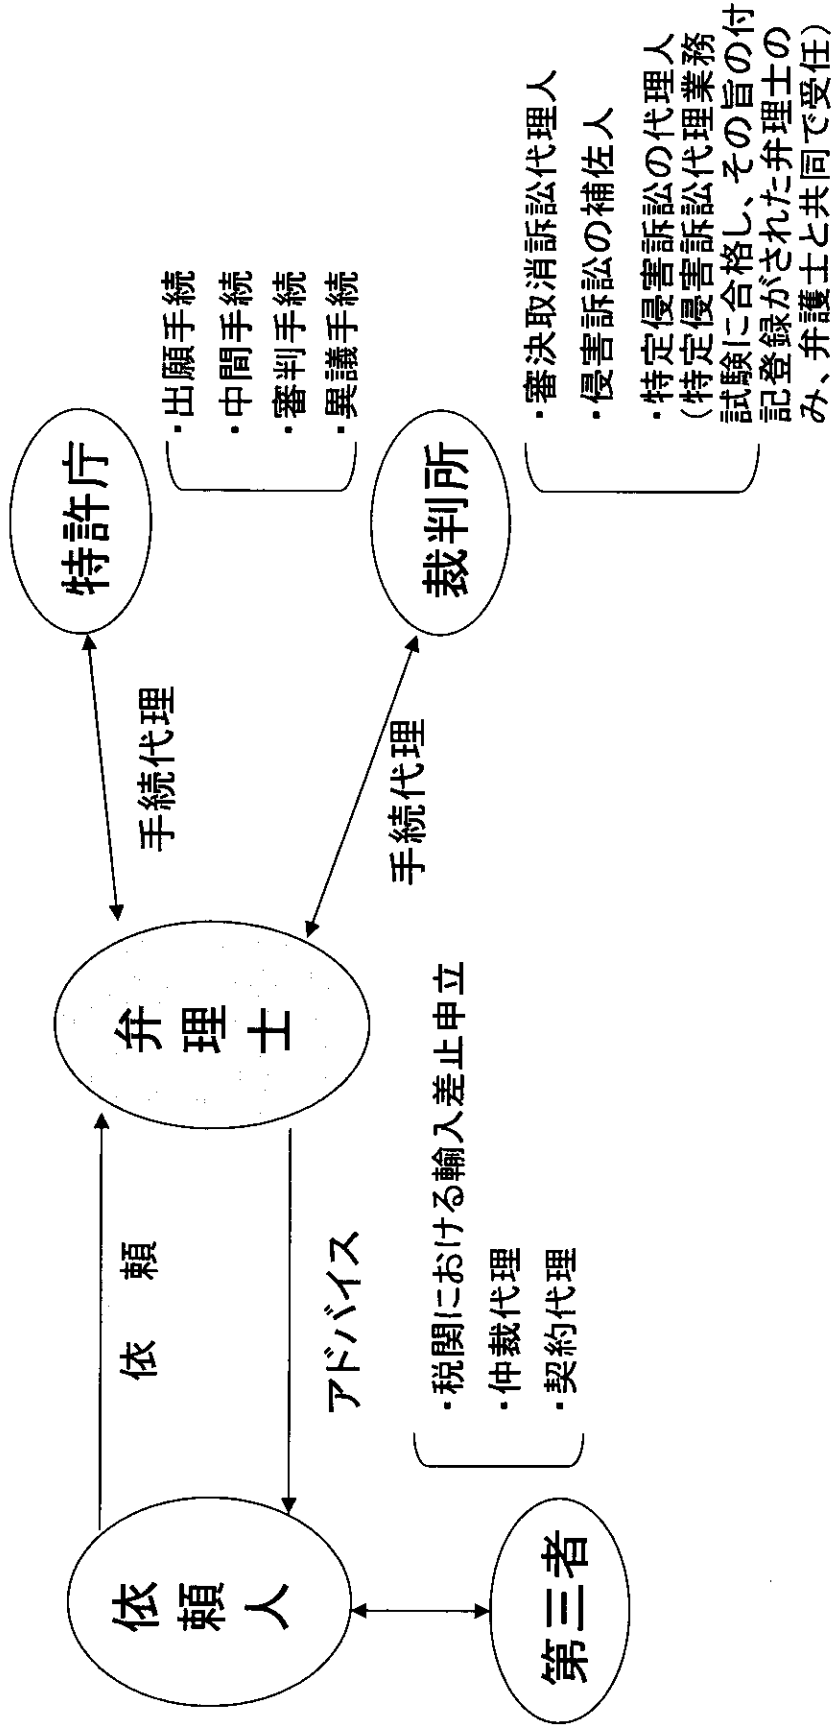 特許庁
・出願手続
・中間手続
・審判手続
・異議手続
手続代理
依頼
弁理士
依頼人
アドバイス
手続代理
裁判所
・審決取消訴訟代理人
・侵害訴訟の補佐人
・特定侵害訴訟の代理人
(特定侵害訴訟代理業務
試験に合格し、その旨の付
記登録がされた弁理士の
み、弁護士と共同で受任)
・税関における輸入差止申立
・仲裁代理
・契約代理
第三者